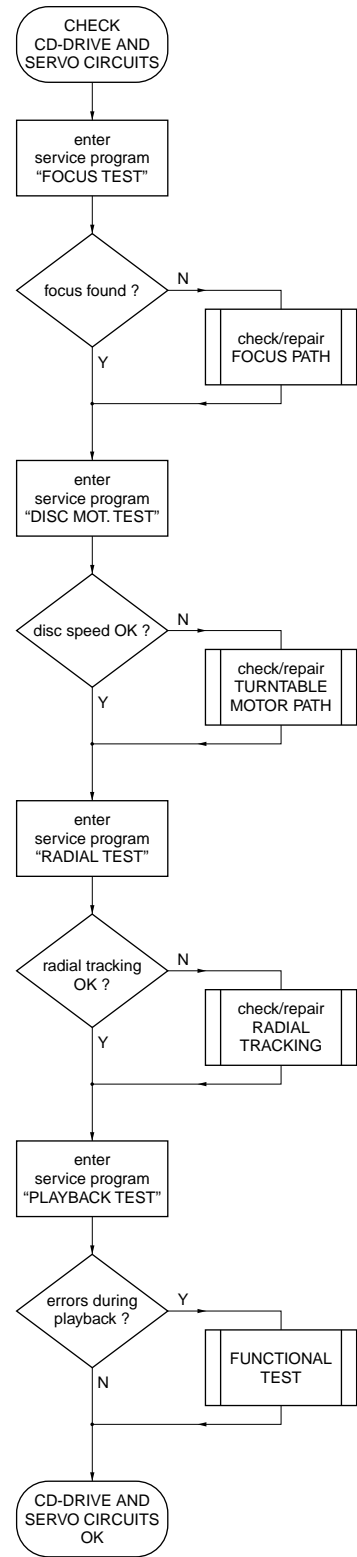 CHECK
CD-DRIVE AND
SERVO CIRCUITS
enter
service program
“FOCUS TEST”
focus found ?
N
check/repair
FOCUS PATH
Y
enter
service program
“DISC MOT. TEST”
disc speed OK ?
N
check/repair
TURNTABLE
MOTOR PATH
Y
enter
service program
“RADIAL TEST”
radial tracking
OK ?
N
check/repair
RADIAL
TRACKING
Y
enter
service program
“PLAYBACK TEST”
errors during
playback ?
Y
FUNCTIONAL
TEST
N
CD-DRIVE AND
SERVO CIRCUITS
OK